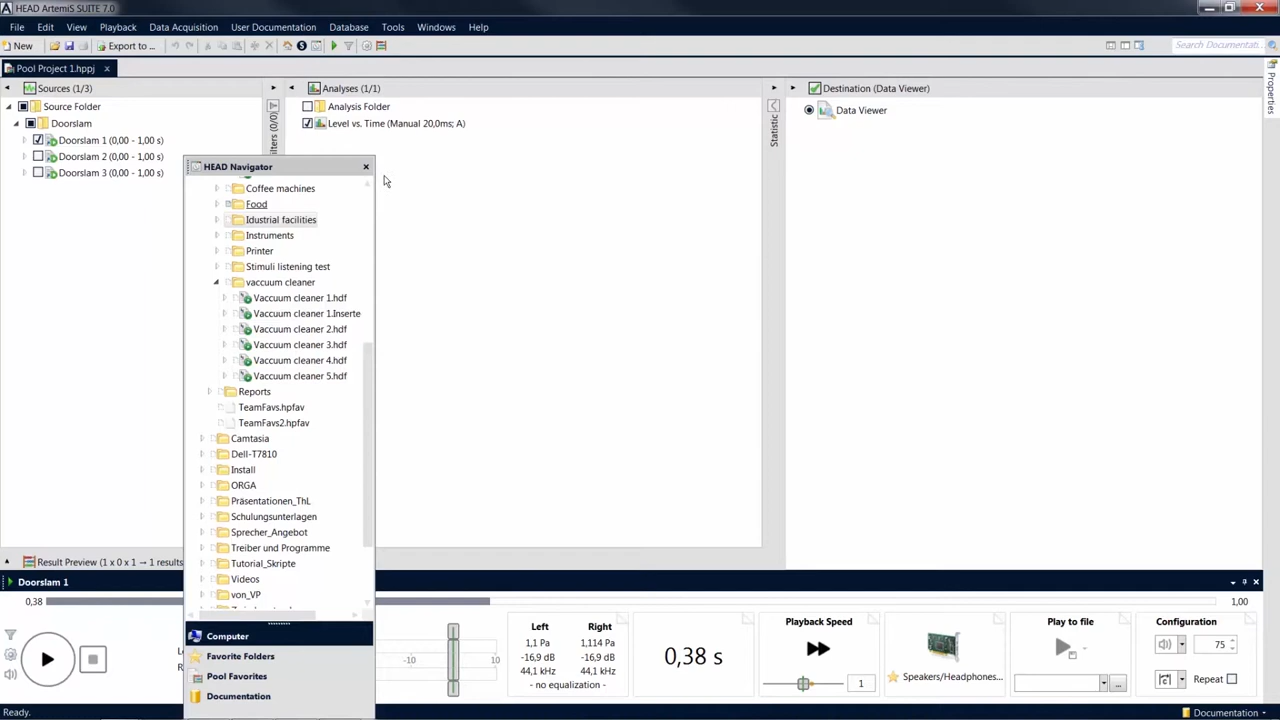 HEAD ArtemiS SUITE 7.0
File Edit View Playback Data Acquisition User Documentation Database Tools Windows Help
New Export to ... Search Documentati...
Pool Project 1.hppj
Sources (1/3) Analyses (1/1) Destination (Data Viewer)
Properties
Source Folder Analysis Folder Data Viewer
Doorslam Level vs. Time (Manual 20,0ms; A)
Statistic
Doorslam 1 (0,00 - 1,00 s)
Doorslam 2 (0,00 - 1,00 s)
Doorslam 3 (0,00 - 1,00 s)
HEAD Navigator
Coffee machines
Food
Idustrial facilities
Instruments
Printer
Stimuli listening test
vaccuum cleaner
Vaccuum cleaner 1.hdf
Vaccuum cleaner 1.Inserte
Vaccuum cleaner 2.hdf
Vaccuum cleaner 3.hdf
Vaccuum cleaner 4.hdf
Vaccuum cleaner 5.hdf
Reports
TeamFavs.hpfav
TeamFavs2.hpfav
Camtasia
Dell-T7810
Install
ORGA
Präsentationen_ThL
Schulungsunterlagen
Sprecher_Angebot
Treiber und Programme
Tutorial_Skripte
Videos
von_VP
Computer
Favorite Folders
Pool Favorites
Documentation
Result Preview (1 x 0 x 1 → 1 results
Doorslam 1
0,38 1,00
-10 10
Left Right
1,1 Pa 1,114 Pa
-16,9 dB -16,9 dB
44,1 kHz 44,1 kHz
- no equalization -
0,38 s
Playback Speed
1
Speakers/Headphones...
Play to file
...
Configuration
75
Repeat
Ready. Documentation